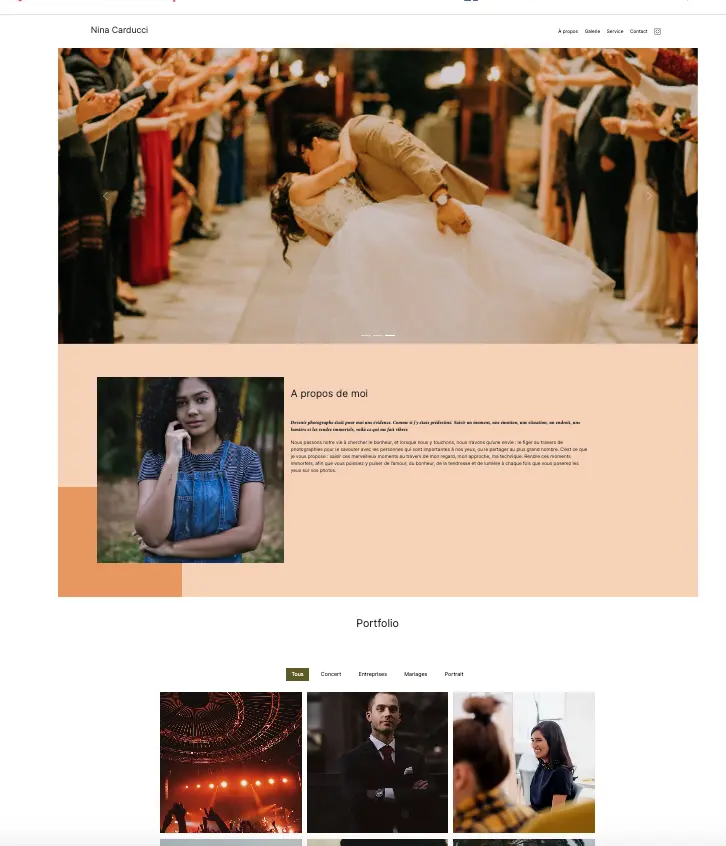 Nina Carducci
A propos
Galerie
Service
Contact
A propos de moi
Devenir photographe était pour moi une évidence. Comme si j'y étais prédestiné. Saisir un moment, une émotion, une situation, un endroit, une
lumière et les rendre immortels, voilà ce qui me fait vibrer
Nous passons notre vie à chercher le bonheur, et lorsque nous y touchons, nous n'avons qu'une envie : le figer au travers de
photographies pour le savourer avec les personnes qui sont importantes à nos yeux, ou le partager au plus grand nombre. C'est ce que
je vous propose : saisir ces merveilleux moments au travers de mon regard, mon approche, ma technique. Rendre ces moments
immortels, afin que vous puissiez y puiser de l'amour, du bonheur, de la tendresse et de lumière à chaque fois que vous poserez les
yeux sur vos photos.
Portfolio
Tous
Concert
Entreprises
Mariages
Portrait